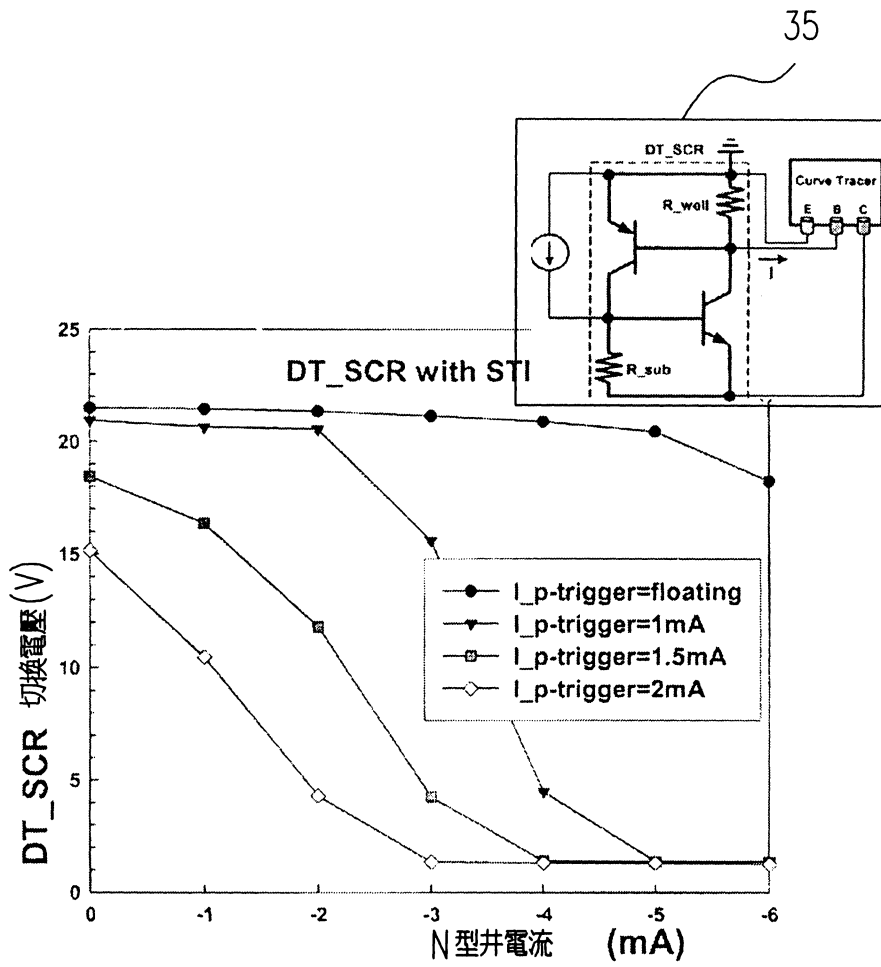 35
DT_SCR
R_well
Curve Tracer
E B C
I
R_sub
DT_SCR with STI
25
20
15
10
5
0
DT_SCR 切換電壓(V)
I_p-trigger=floating
I_p-trigger=1mA
I_p-trigger=1.5mA
I_p-trigger=2mA
0 -1 -2 -3 -4 -5 -6
N型井電流 (mA)